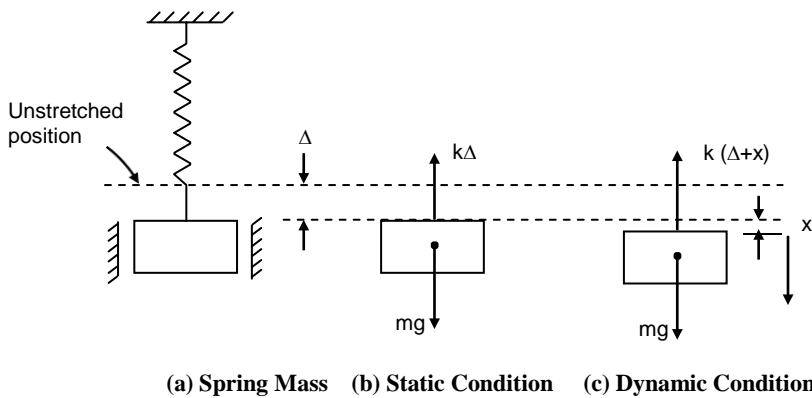 Unstretched
position
Δ
kΔ
k (Δ+x)
x
mg
mg
(a) Spring Mass (b) Static Condition (c) Dynamic Condition